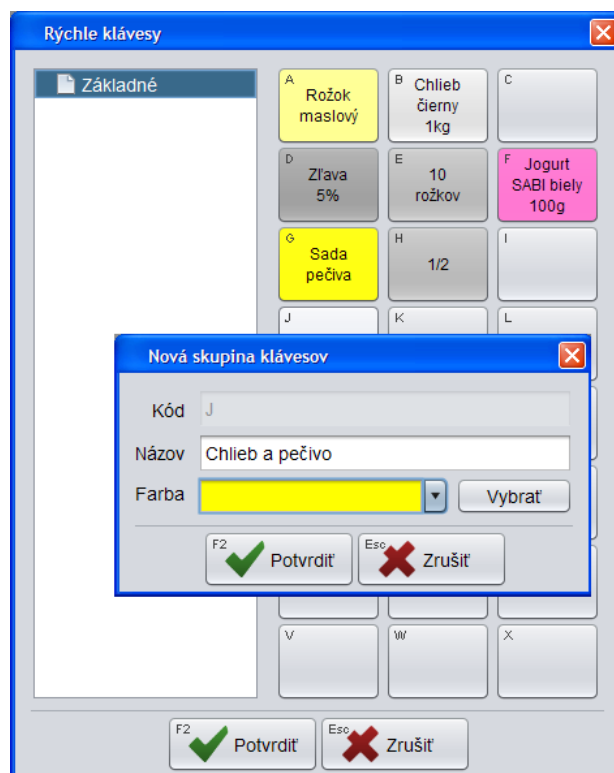 Rýchle klávesy
Základné
A
Rožok
maslový
B
Chlieb
čierny
1kg
C
D
Zľava
5%
E
10
rožkov
F
Jogurt
SABI biely
100g
G
Sada
pečiva
H
1/2
I
J
K
L
Nová skupina klávesov
Kód
J
Názov
Chlieb a pečivo
Farba
Vybrať
F2
Potvrdiť
Esc
Zrušiť
V
W
X
F2
Potvrdiť
Esc
Zrušiť